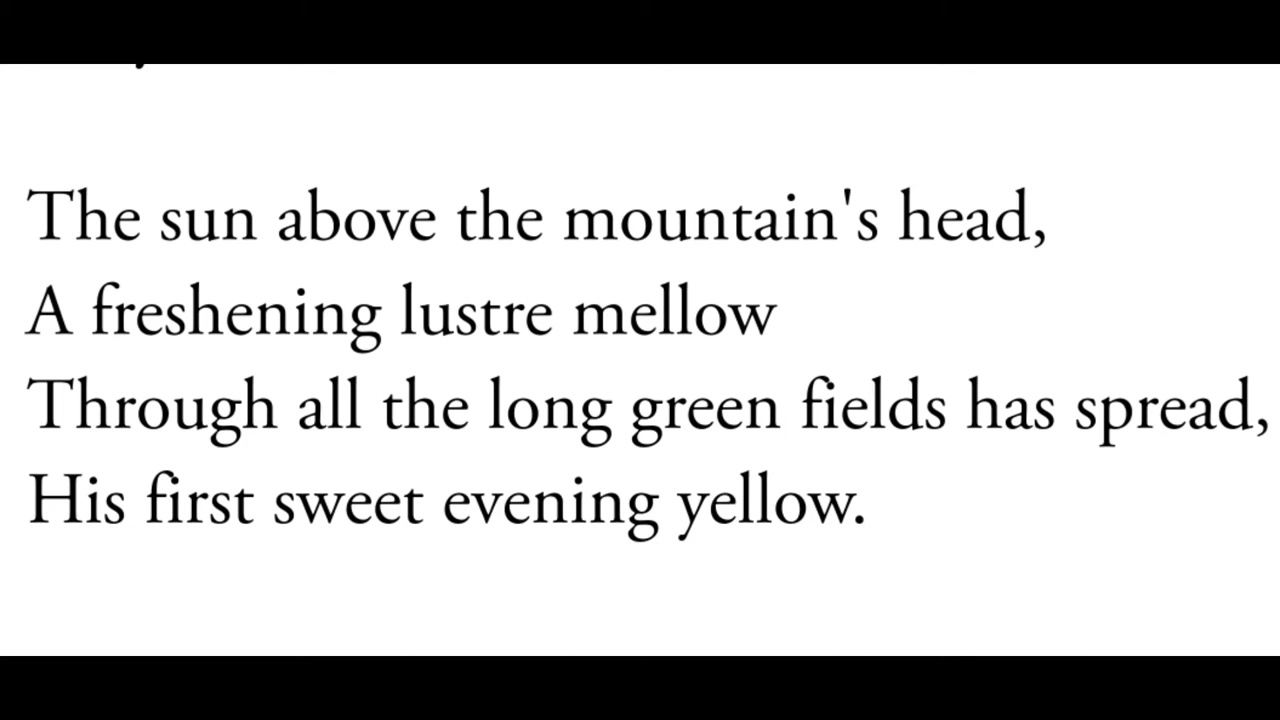 The sun above the mountain's head,
A freshening lustre mellow
Through all the long green fields has spread,
His first sweet evening yellow.